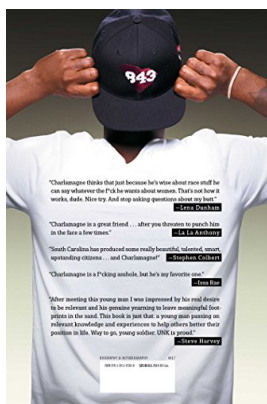 843
"Charlamagne thinks that just because he's wise about race stuff he
can say whatever the f*ck he wants about women. That's not how it
works, dude. Nice try. And stop asking questions about my butt."
—Lena Dunham
"Charlamagne is a great friend . . . after you threaten to punch him
in the face a few times."
—La La Anthony
"South Carolina has produced some really beautiful, talented, smart,
upstanding citizens . . . and Charlamagne!"
—Stephen Colbert
"Charlamagne is a f*cking asshole, but he's my favorite one."
—Issa Rae
"After meeting this young man I was impressed by his real desire
to be relevant and his genuine yearning to leave meaningful foot-
prints in the sand. This book is just that: a young man passing on
relevant knowledge and experiences to help others better their
position in life. Way to go, young soldier. UNK is proud."
—Steve Harvey
BIOGRAPHY & AUTOBIOGRAPHY